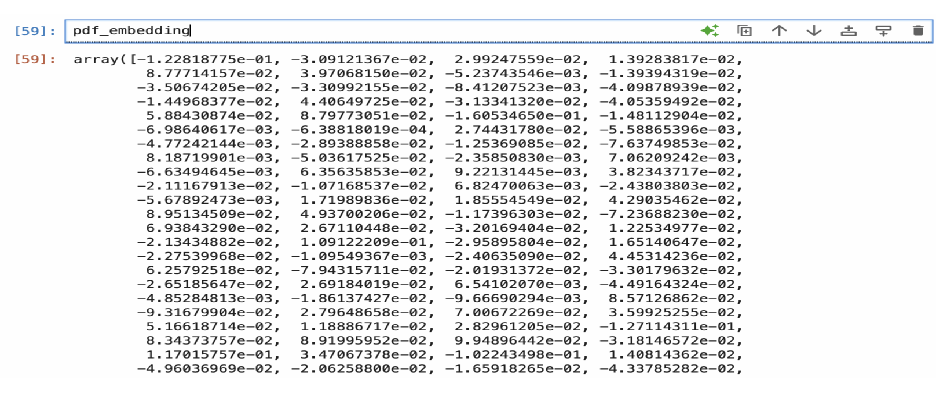 [59]: pdf_embedding
[59]: array([-1.22818775e-01, -3.09121367e-02, 2.99247559e-02, 1.39283817e-02,
8.77714157e-02, 3.97068150e-02, -5.23743546e-03, -1.39394319e-02,
-3.50674205e-02, -3.30992155e-02, -8.41207523e-03, -4.09878939e-02,
-1.44968377e-02, 4.40649725e-02, -3.13341320e-02, -4.05359492e-02,
5.88430874e-02, 8.79773051e-02, -1.60534650e-01, -1.48112904e-02,
-6.98640617e-03, -6.38818019e-04, 2.74431780e-02, -5.58865396e-03,
-4.77242144e-03, -2.89388858e-02, -1.25369085e-02, -7.63749853e-02,
8.18719901e-03, -5.03617525e-02, -2.35850830e-03, 7.06209242e-03,
-6.63494645e-03, 6.35635853e-02, 9.22131445e-03, 3.82343717e-02,
-2.11167913e-02, -1.07168537e-02, 6.82470063e-03, -2.43803803e-02,
-5.67892473e-03, 1.71989836e-02, 1.85554549e-02, 4.29035462e-02,
8.95134509e-02, 4.93700206e-02, -1.17396303e-02, -7.23688230e-02,
6.93843290e-02, 2.67110448e-02, -3.20169404e-02, 1.22534977e-02,
-2.13434882e-02, 1.09122209e-01, -2.95895804e-02, 1.65140647e-02,
-2.27539968e-02, -1.09549367e-03, -2.40635090e-02, 4.45314236e-02,
6.25792518e-02, -7.94315711e-02, -2.01931372e-02, -3.30179632e-02,
-2.65185647e-02, 2.69184019e-02, 6.54102070e-03, -4.49164324e-02,
-4.85284813e-03, -1.86137427e-02, -9.66690294e-03, 8.57126862e-02,
-9.31679904e-02, 2.79648658e-02, 7.00672269e-02, 3.59925255e-02,
5.16618714e-02, 1.18886717e-02, 2.82961205e-02, -1.27114311e-01,
8.34373757e-02, 8.91995952e-02, 9.94896442e-02, -3.18146572e-02,
1.17015757e-01, 3.47067378e-02, -1.02243498e-01, 1.40814362e-02,
-4.96036969e-02, -2.06258800e-02, -1.65918265e-02, -4.33785282e-02,